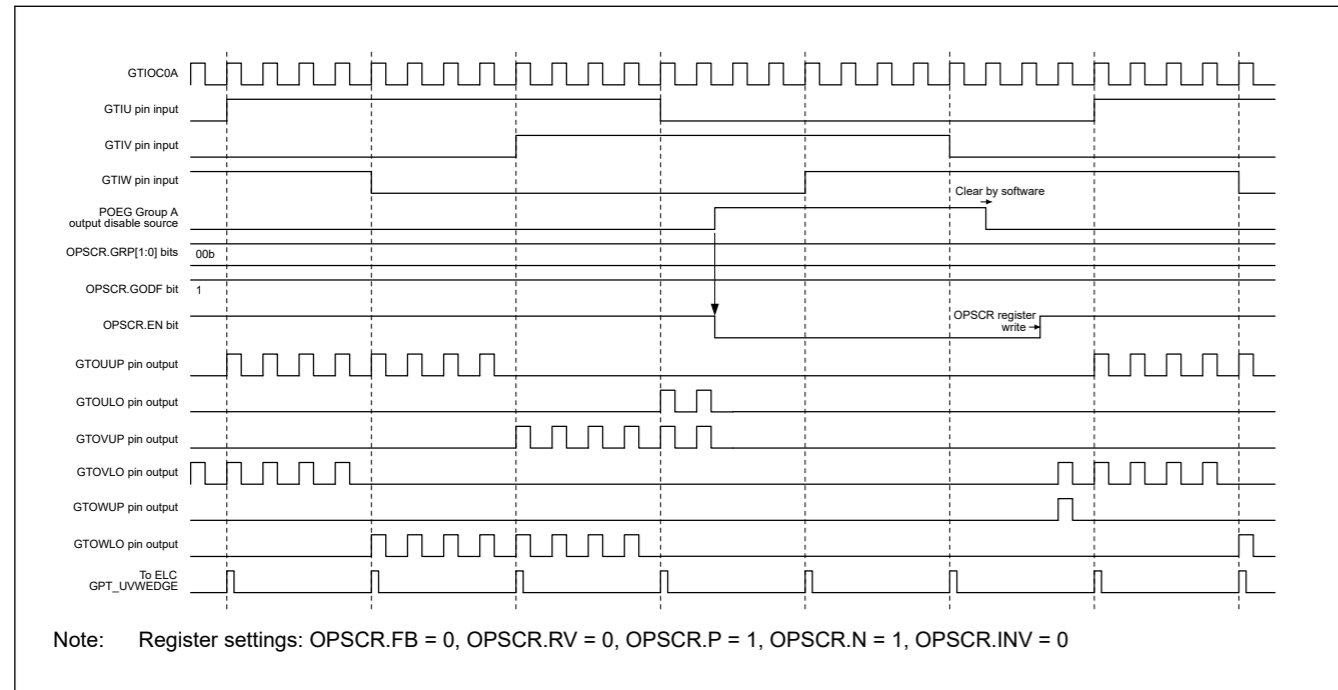 GTIOC0A
GTIU pin input
GTIV pin input
GTIW pin input
Clear by software
POEG Group A
output disable source
OPSCR.GRP[1:0] bits 00b
OPSCR.GODF bit 1
OPSCR.EN bit
OPSCR register
write
GTOUUP pin output
GTOULO pin output
GTOVUP pin output
GTOVLO pin output
GTOWUP pin output
GTOWLO pin output
To ELC
GPT_UVWEDGE
Note: Register settings: OPSCR.FB = 0, OPSCR.RV = 0, OPSCR.P = 1, OPSCR.N = 1, OPSCR.INV = 0